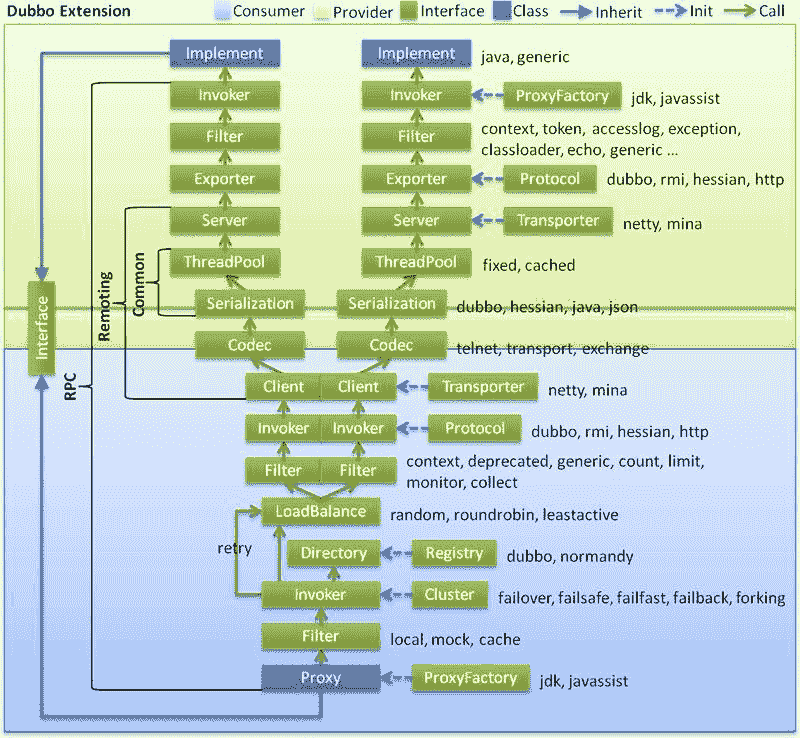 Dubbo Extension Consumer Provider Interface Class Inherit Init Call
Implement Implement java, generic
Invoker Invoker ProxyFactory jdk, javassist
Filter Filter context, token, accesslog, exception,
classloader, echo, generic ...
Exporter Exporter Protocol dubbo, rmi, hessian, http
Server Server Transporter netty, mina
ThreadPool ThreadPool fixed, cached
Serialization Serialization dubbo, hessian, java, json
Codec Codec telnet, transport, exchange
Interface
RPC
Remoting
Common
Client Client Transporter netty, mina
Invoker Invoker Protocol dubbo, rmi, hessian, http
Filter Filter context, deprecated, generic, count, limit,
monitor, collect
LoadBalance random, roundrobin, leastactive
retry
Directory Registry dubbo, normandy
Invoker Cluster failover, failsafe, failfast, failback, forking
Filter local, mock, cache
Proxy ProxyFactory jdk, javassist